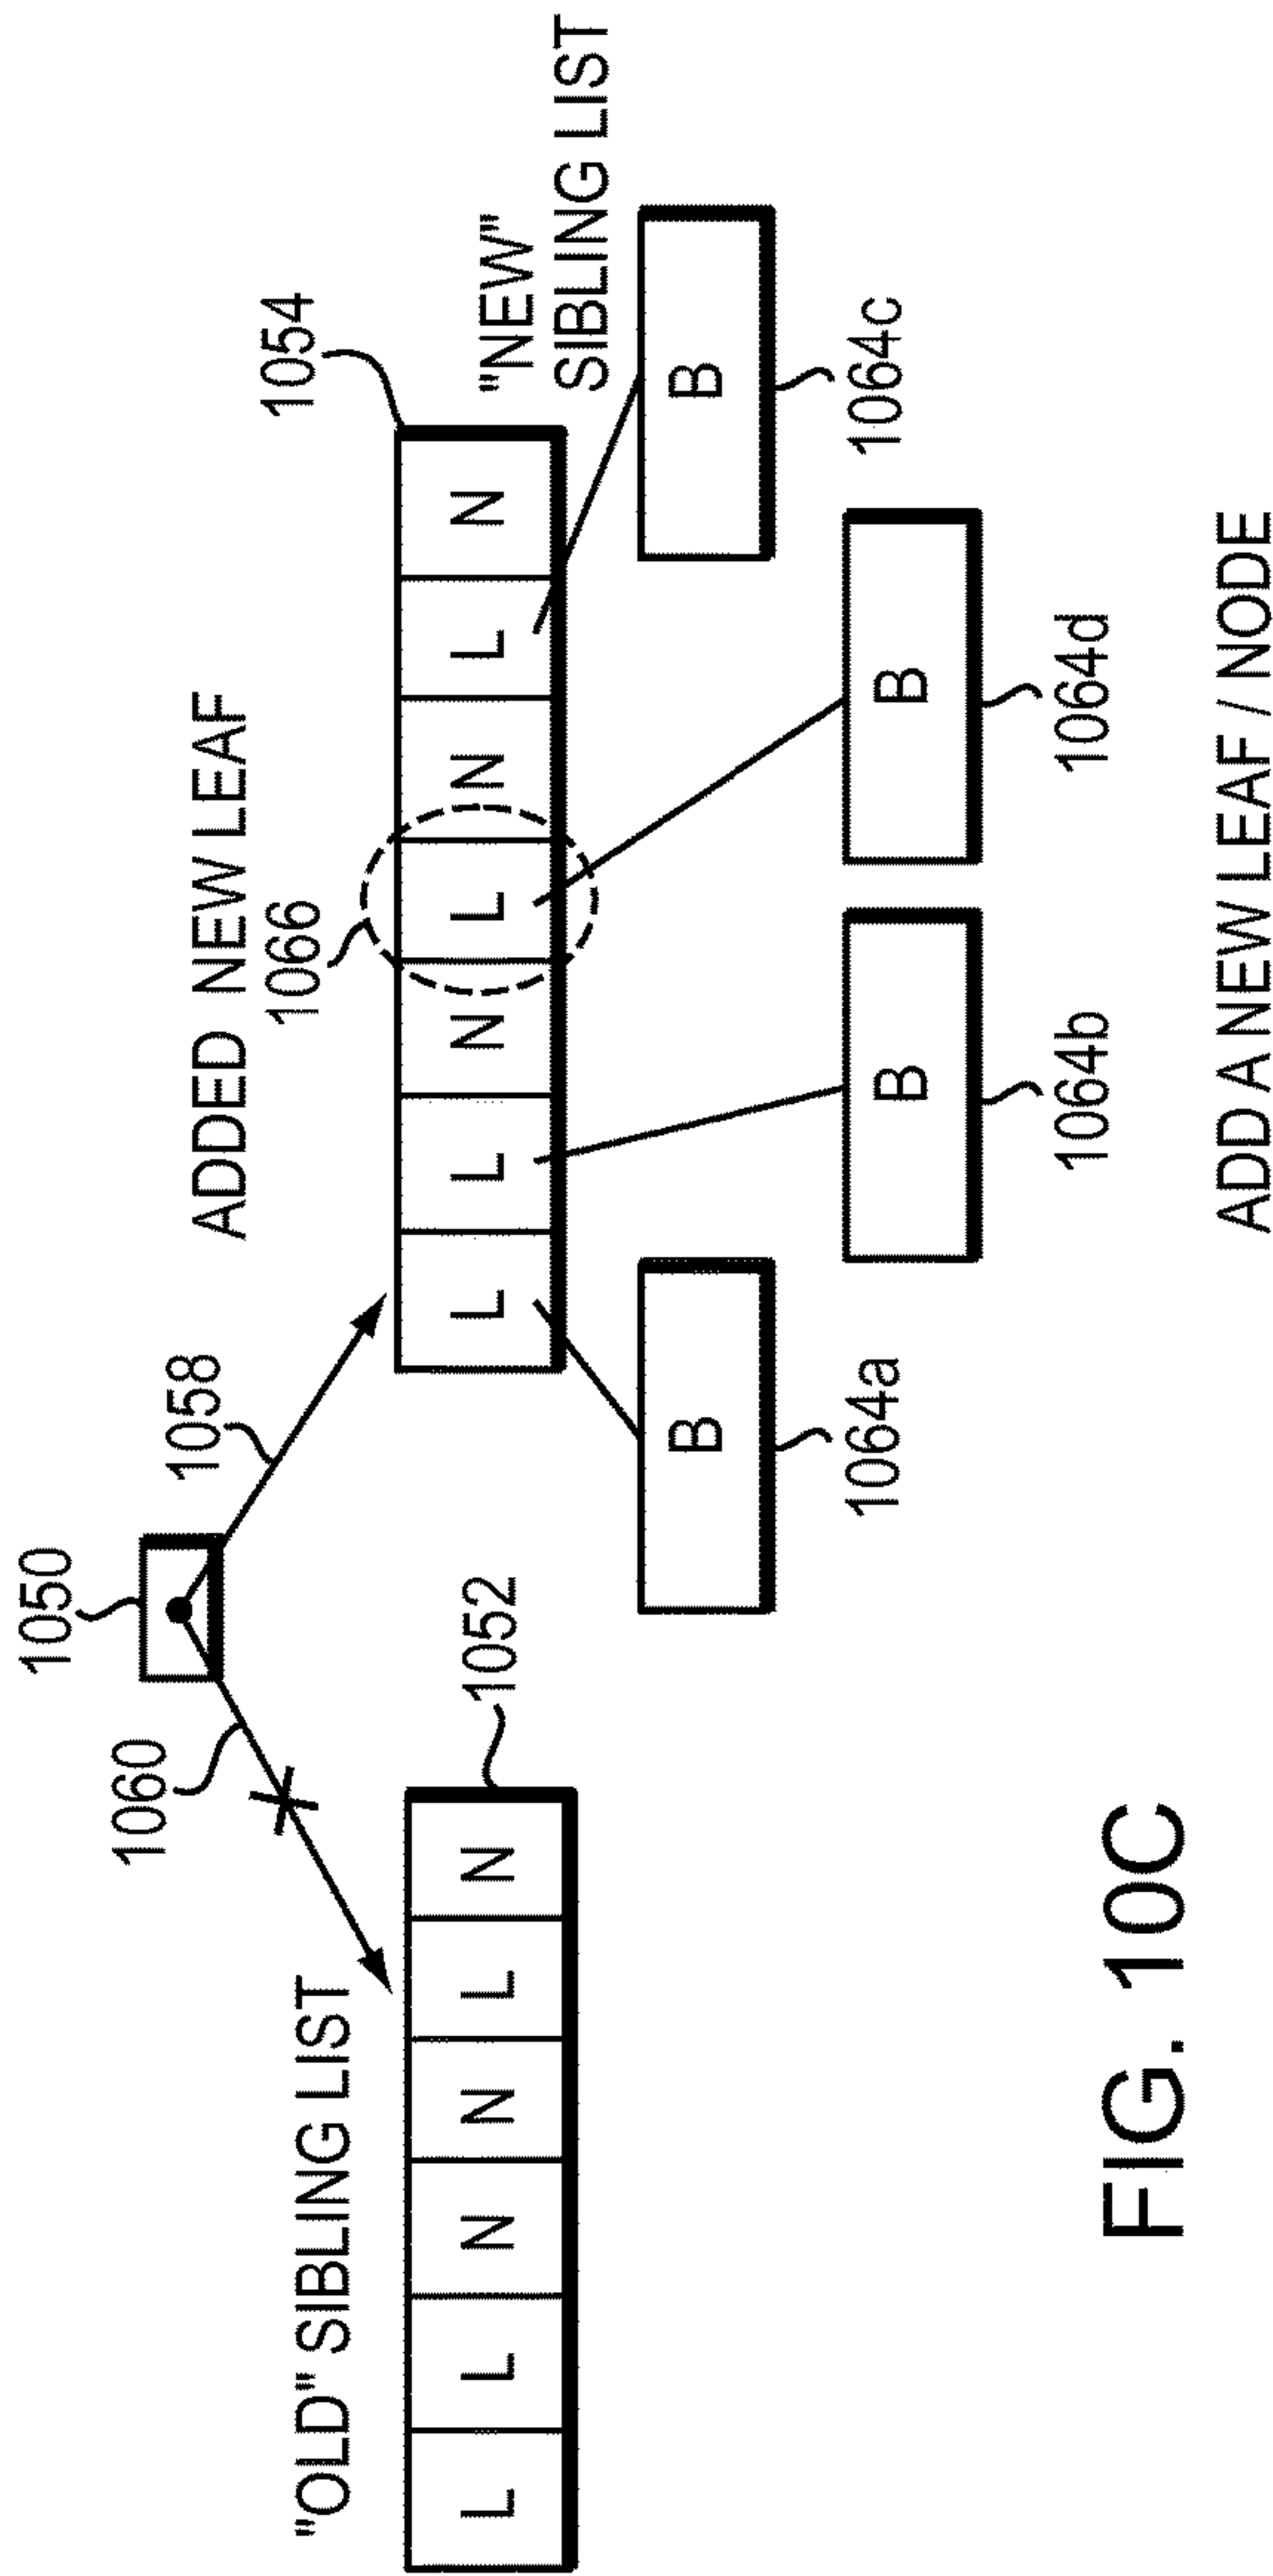 1050
1060
1058
ADDED NEW LEAF
1066
1054
"OLD" SIBLING LIST
1052
L L N N L N
L L N L N L N
"NEW"
SIBLING LIST
B
B
B
B
1064a
1064b
1064d
1064c
FIG. 10C
ADD A NEW LEAF / NODE